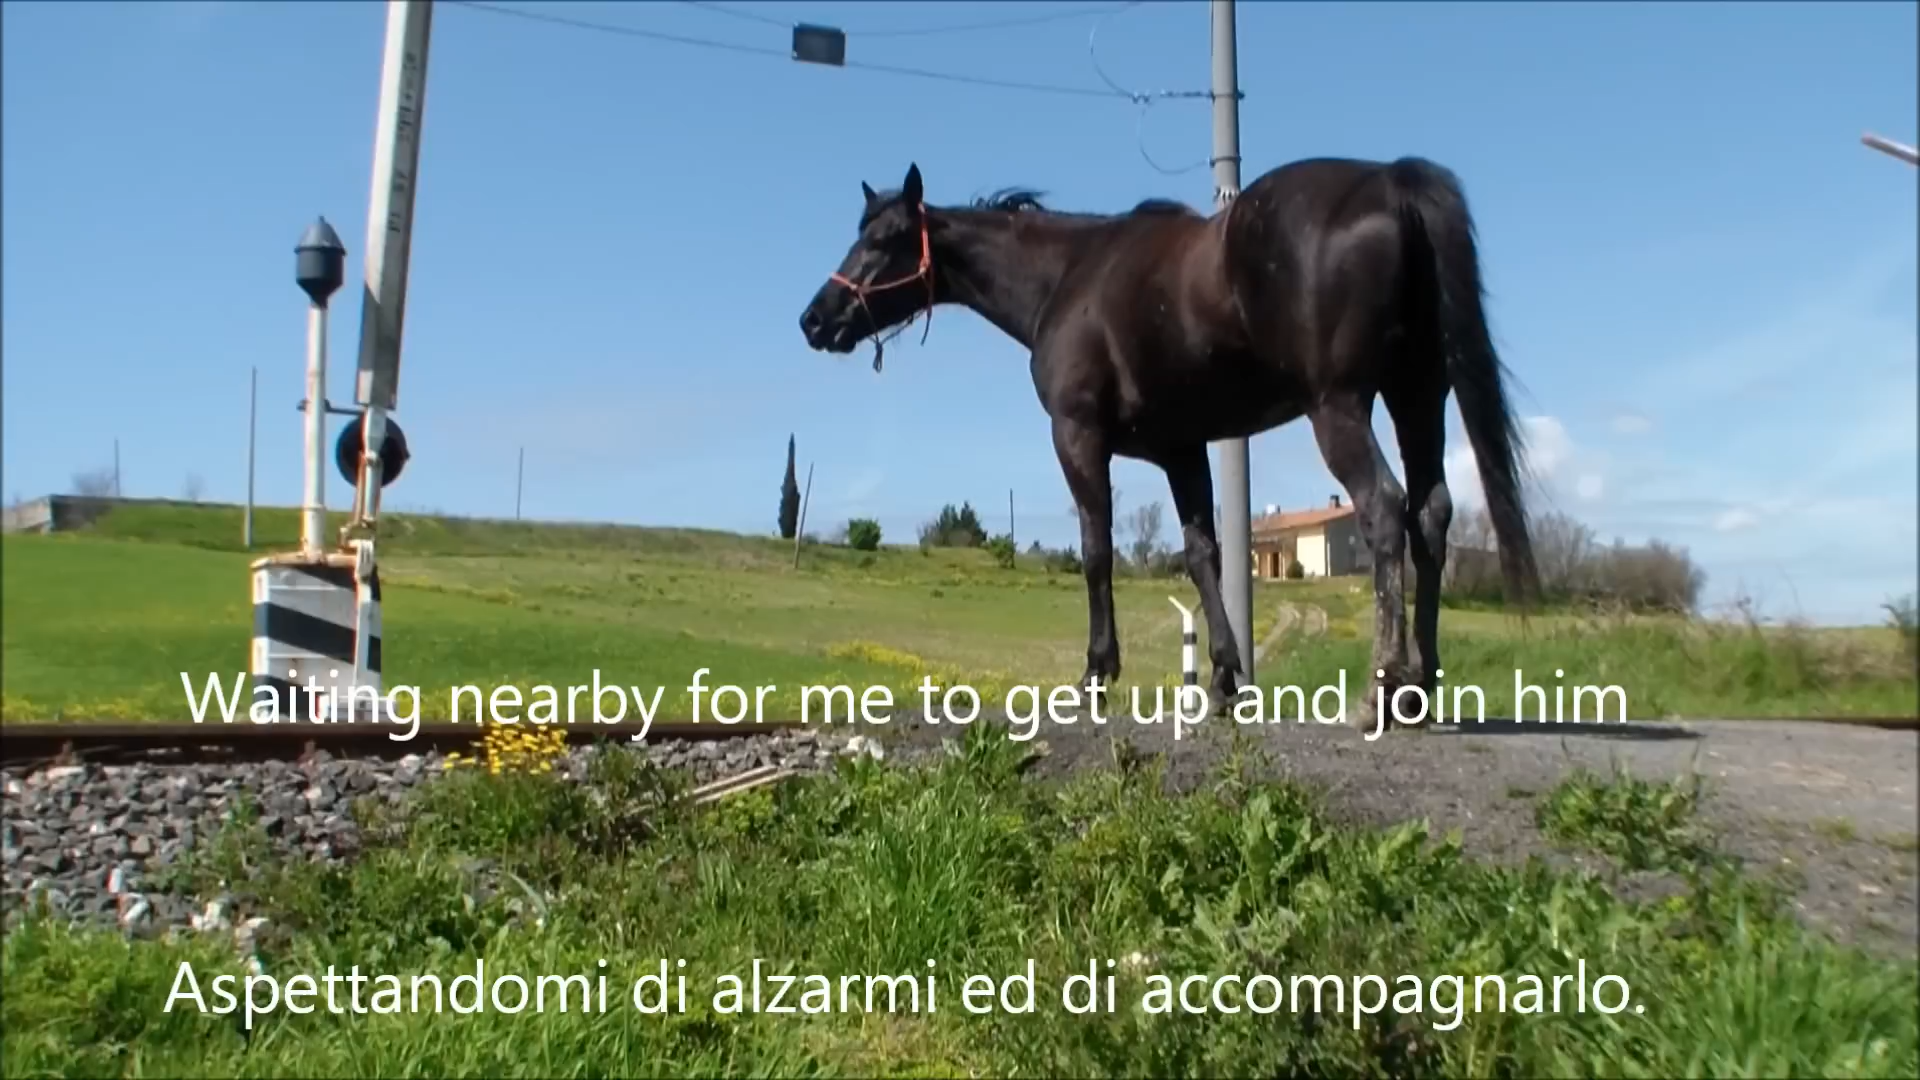 Waiting nearby for me to get up and join him
Aspettandomi di alzarmi ed di accompagnarlo.